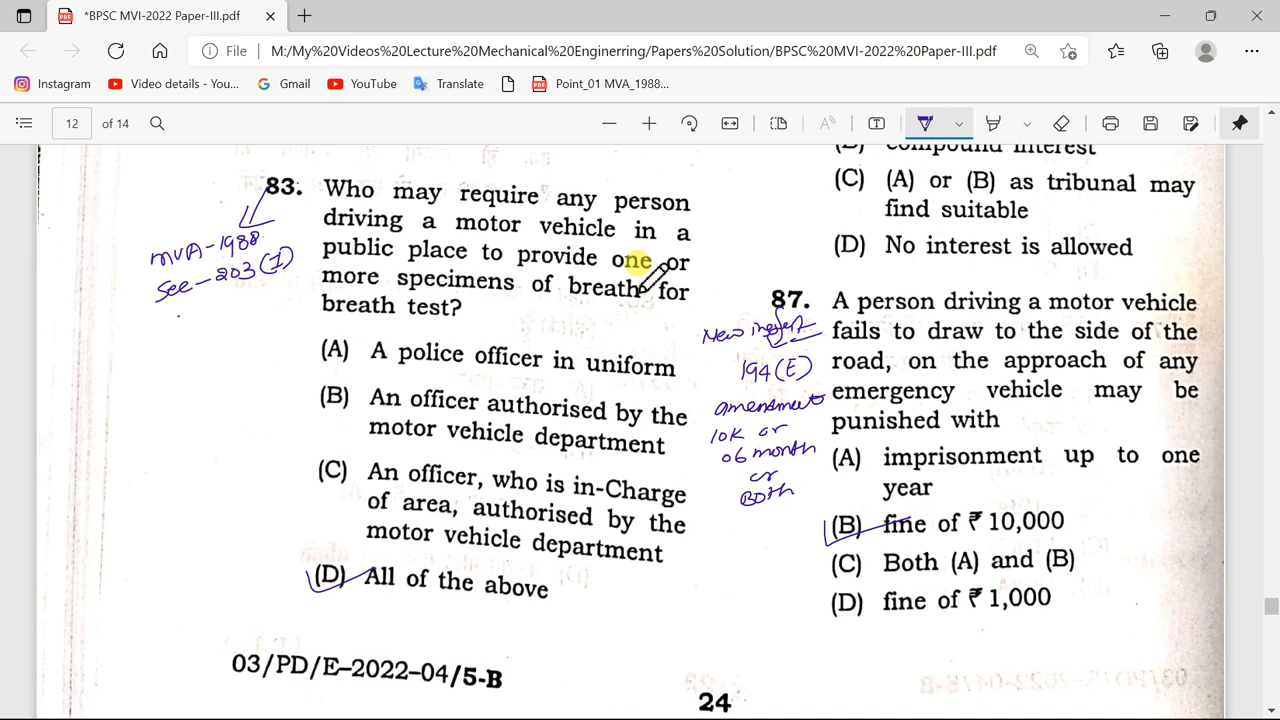 *BPSC MVI-2022 Paper-III.pdf
File
M:/My%20Videos%20Lecture%20Mechanical%20Enginerring/Papers%20Solution/BPSC%20MVI-2022%20Paper-III.pdf
Instagram
Video details - You...
Gmail
YouTube
Translate
Point_01 MVA_1988...
12 of 14
83. Who may require any person
driving a motor vehicle in a
public place to provide one or
more specimens of breath for
breath test?
(A) A police officer in uniform
(B) An officer authorised by the
motor vehicle department
(C) An officer, who is in-Charge
of area, authorised by the
motor vehicle department
(D) All of the above
MVA-1988
Sec-203(I)
03/PD/E-2022-04/5-B
compound interest
(C) (A) or (B) as tribunal may
find suitable
(D) No interest is allowed
87. A person driving a motor vehicle
fails to draw to the side of the
road, on the approach of any
emergency vehicle may be
punished with
(A) imprisonment up to one
year
(B) fine of ₹ 10,000
(C) Both (A) and (B)
(D) fine of ₹ 1,000
New
194(E)
amendment
10K or
06 month
or
Both
24